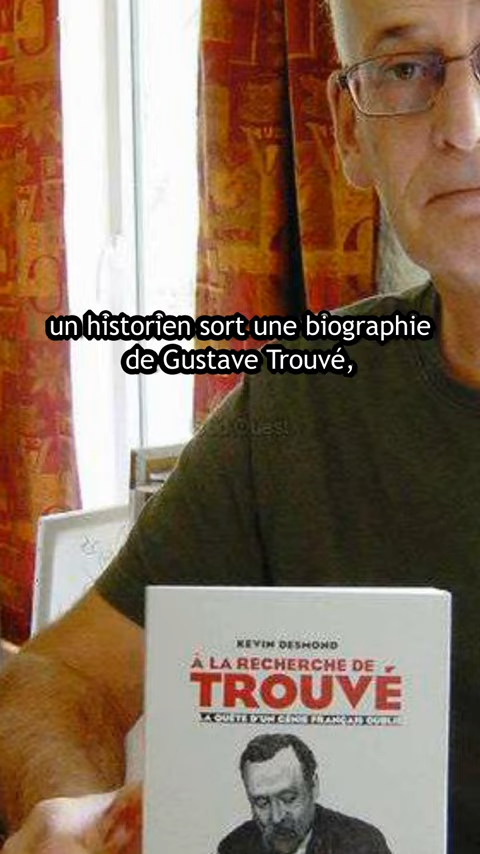 un historien sort une biographie
de Gustave Trouvé,
Ouest
KEVIN DESMOND
À LA RECHERCHE DE
TROUVÉ
LA QUÊTE D'UN GÉNIE FRANÇAIS OUBLIÉ